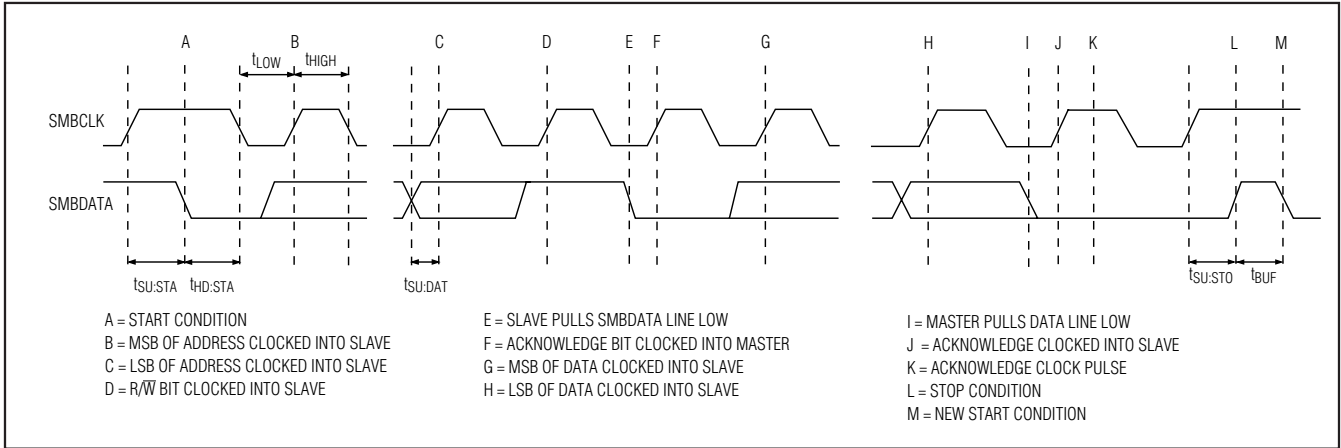 A B C D E F G H I J K L M
tLOW tHIGH
SMBCLK
SMBDATA
tSU:STA tHD:STA tSU:DAT tSU:STO tBUF
A = START CONDITION
B = MSB OF ADDRESS CLOCKED INTO SLAVE
C = LSB OF ADDRESS CLOCKED INTO SLAVE
D = R/W̅ BIT CLOCKED INTO SLAVE
E = SLAVE PULLS SMBDATA LINE LOW
F = ACKNOWLEDGE BIT CLOCKED INTO MASTER
G = MSB OF DATA CLOCKED INTO SLAVE
H = LSB OF DATA CLOCKED INTO SLAVE
I = MASTER PULLS DATA LINE LOW
J = ACKNOWLEDGE CLOCKED INTO SLAVE
K = ACKNOWLEDGE CLOCK PULSE
L = STOP CONDITION
M = NEW START CONDITION